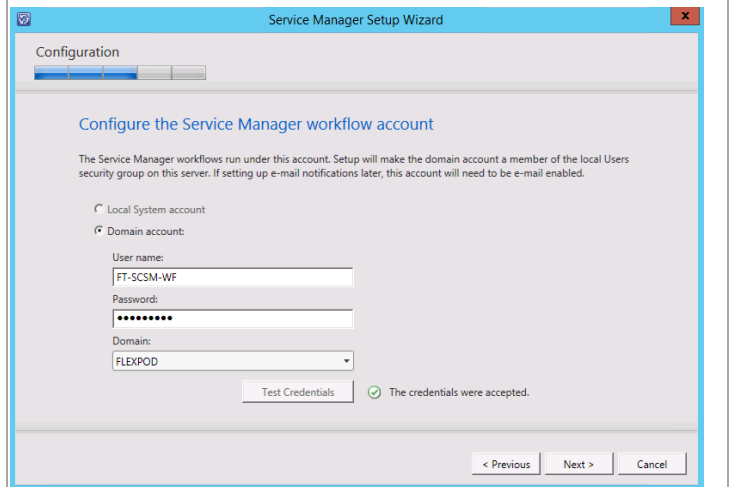 Service Manager Setup Wizard
x
Configuration
Configure the Service Manager workflow account
The Service Manager workflows run under this account. Setup will make the domain account a member of the local Users
security group on this server. If setting up e-mail notifications later, this account will need to be e-mail enabled.
Local System account
Domain account:
User name:
FT-SCSM-WF
Password:
●●●●●●●●●
Domain:
FLEXPOD
Test Credentials The credentials were accepted.
< Previous Next > Cancel